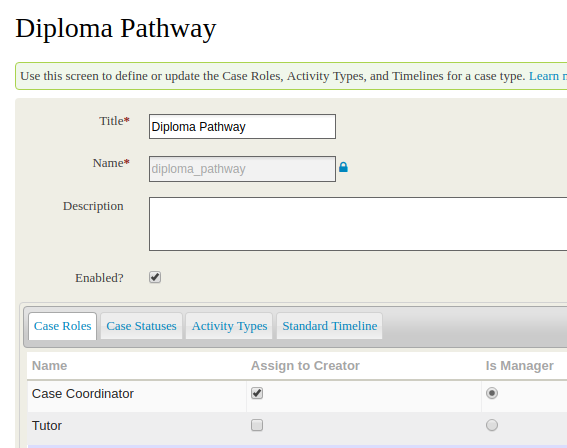 Diploma Pathway
Use this screen to define or update the Case Roles, Activity Types, and Timelines for a case type. Learn
Title*
Diploma Pathway
Name*
diploma_pathway
Description
Enabled?
Case Roles Case Statuses Activity Types Standard Timeline
Name Assign to Creator Is Manager
Case Coordinator
Tutor